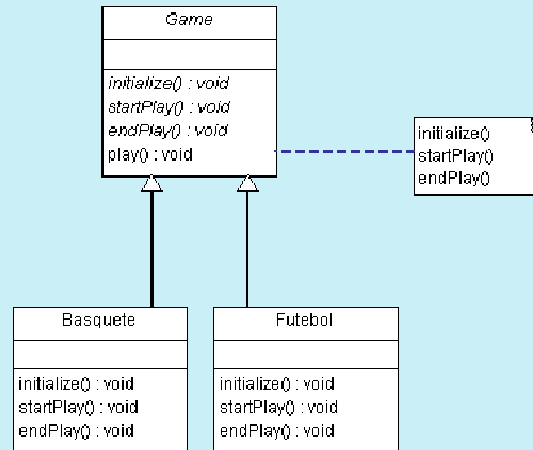 Game
initialize() : void
startPlay() : void
endPlay() : void
play() : void
initialize()
startPlay()
endPlay()
Basquete
initialize() : void
startPlay() : void
endPlay() : void
Futebol
initialize() : void
startPlay() : void
endPlay() : void